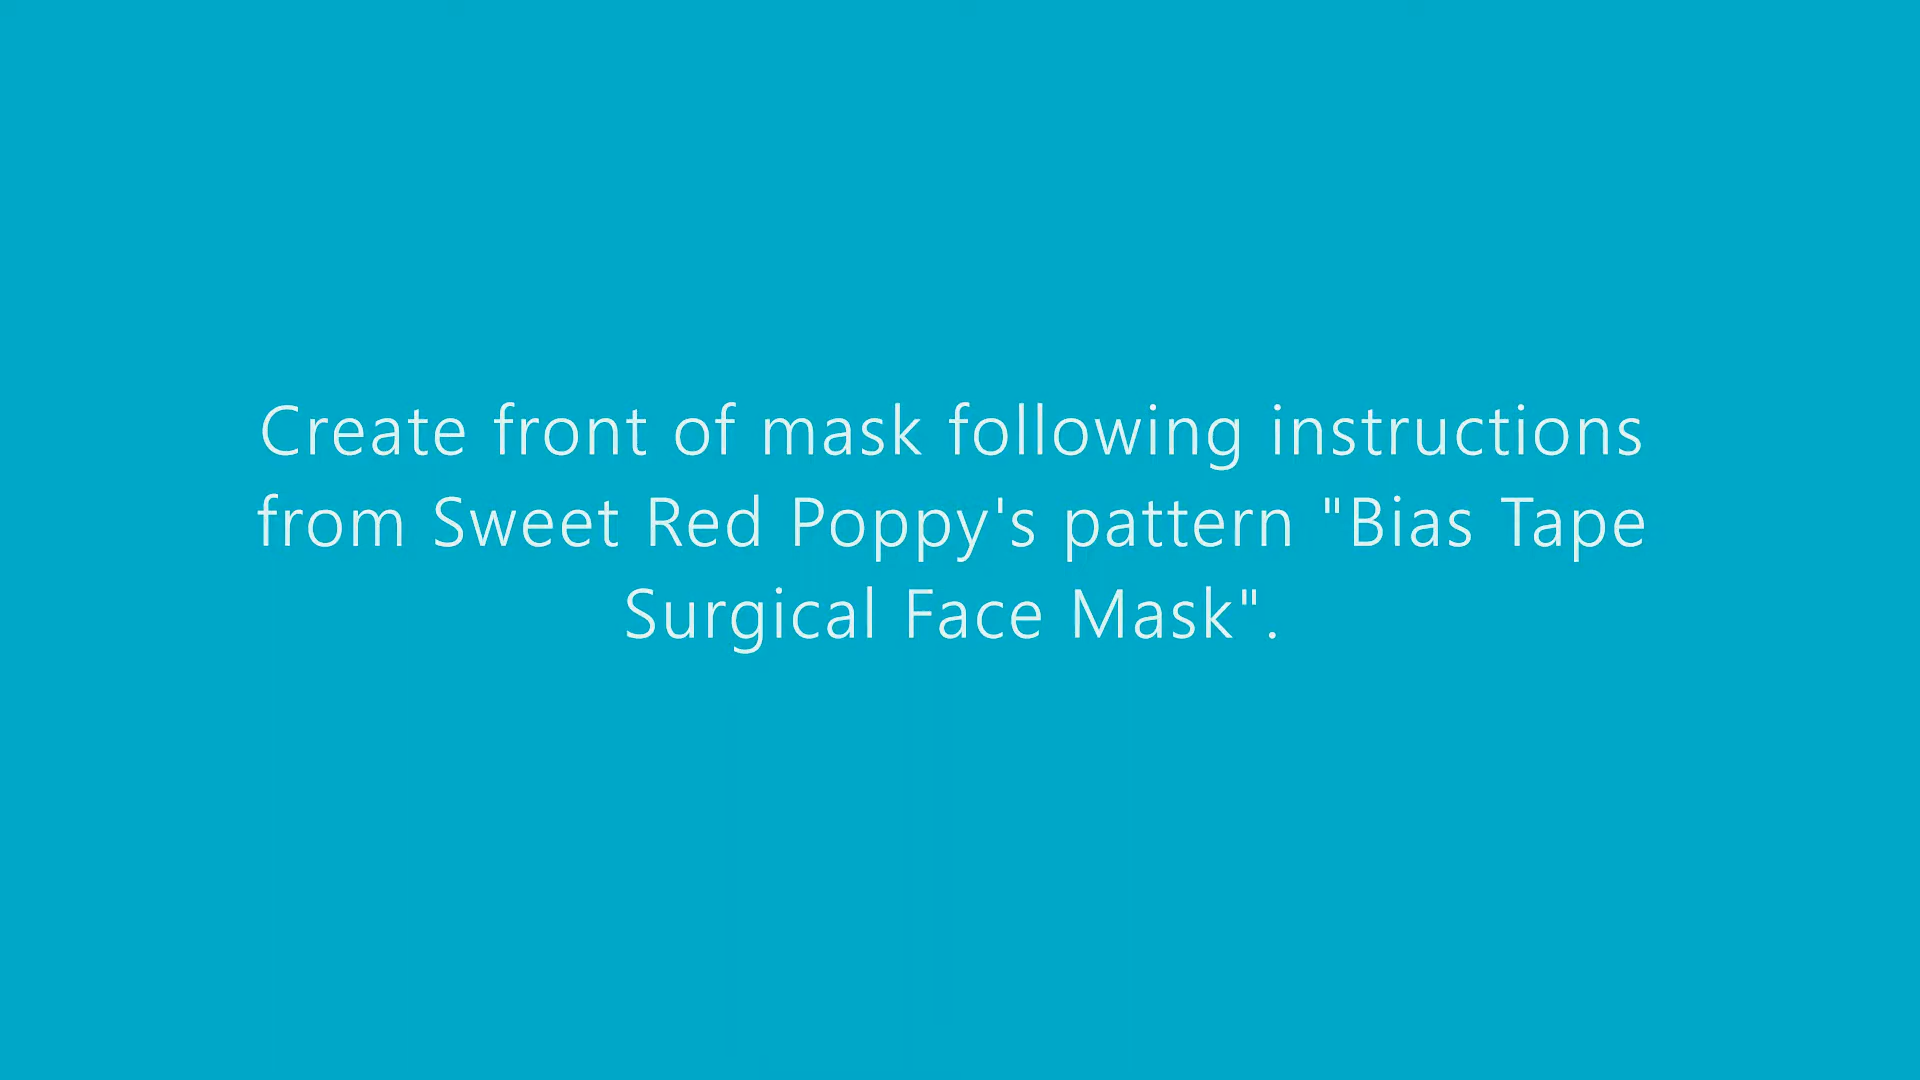 Create front of mask following instructions
from Sweet Red Poppy's pattern "Bias Tape
Surgical Face Mask".